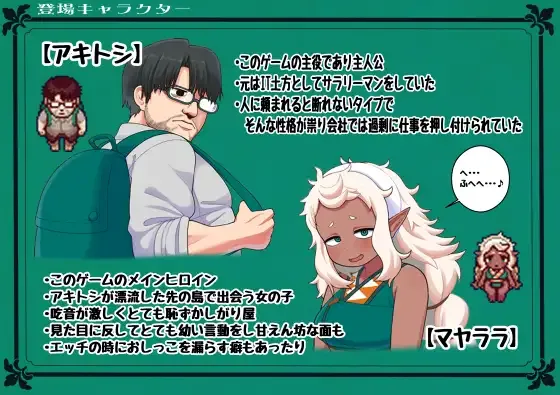 登場キャラクター
【アキトシ】
・このゲームの主役であり主人公
・元はIT土方としてサラリーマンをしていた
・人に頼まれると断れないタイプで
そんな性格が祟り会社では過剰に仕事を押し付けられていた
へ…
ふへへ…♪
・このゲームのメインヒロイン
・アキトシが漂流した先の島で出会う女の子
・吃音が激しくとても恥ずかしがり屋
・見た目に反してとても幼い言動をし甘えん坊な面も
・エッチの時におしっこを漏らす癖もあったり
【マヤララ】